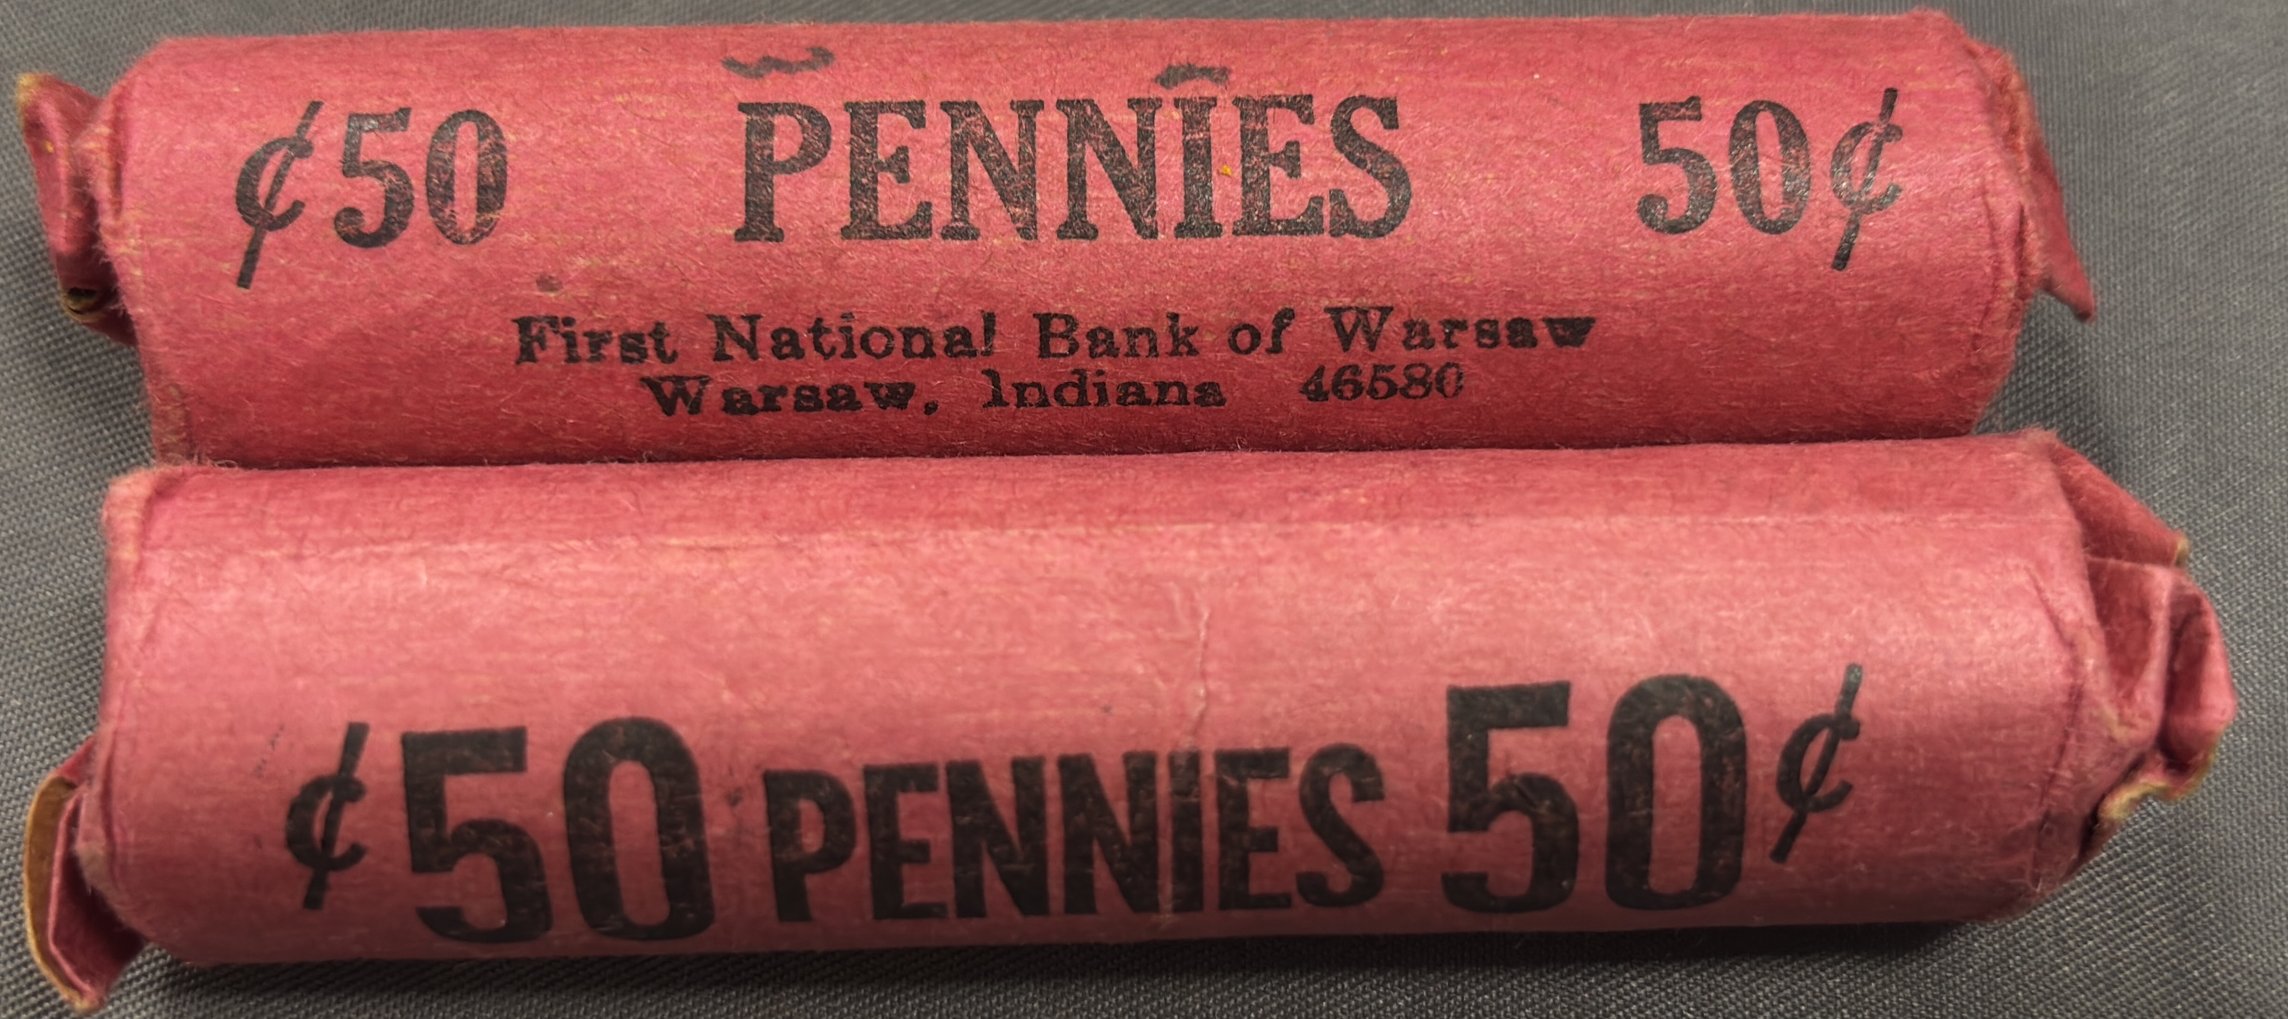 ¢50 PENNIES 50¢
First National Bank of Warsaw
Warsaw, Indiana 46580
¢50 PENNIES 50¢